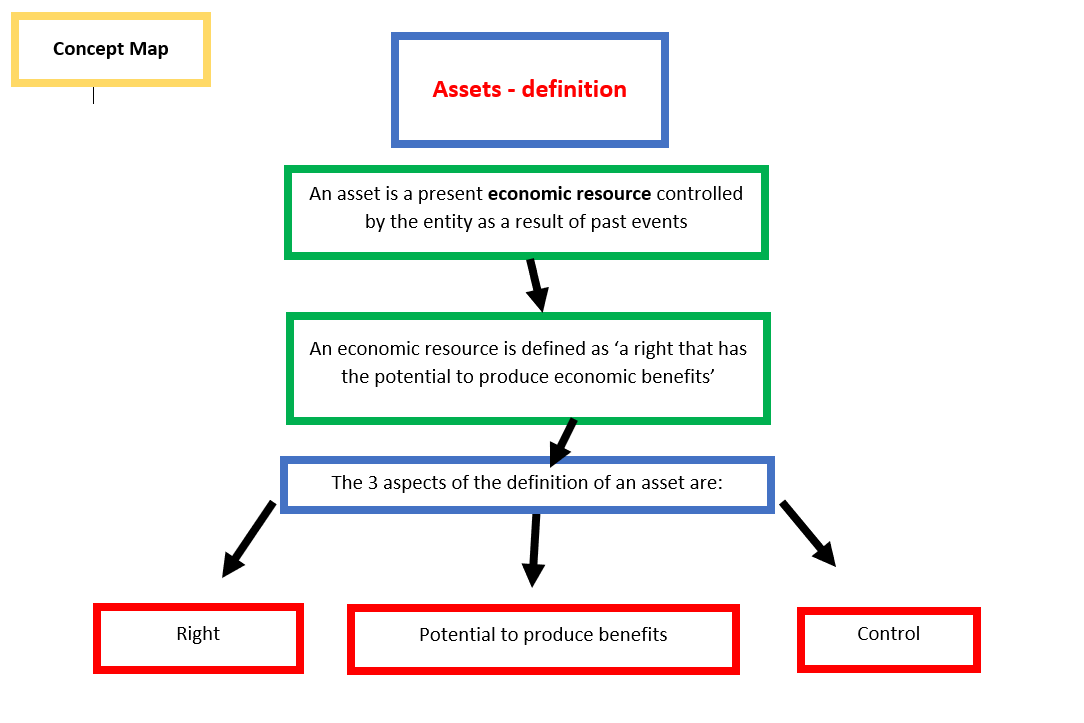 Concept Map
Assets - definition
An asset is a present economic resource controlled
by the entity as a result of past events
An economic resource is defined as ‘a right that has
the potential to produce economic benefits’
The 3 aspects of the definition of an asset are:
Right
Potential to produce benefits
Control